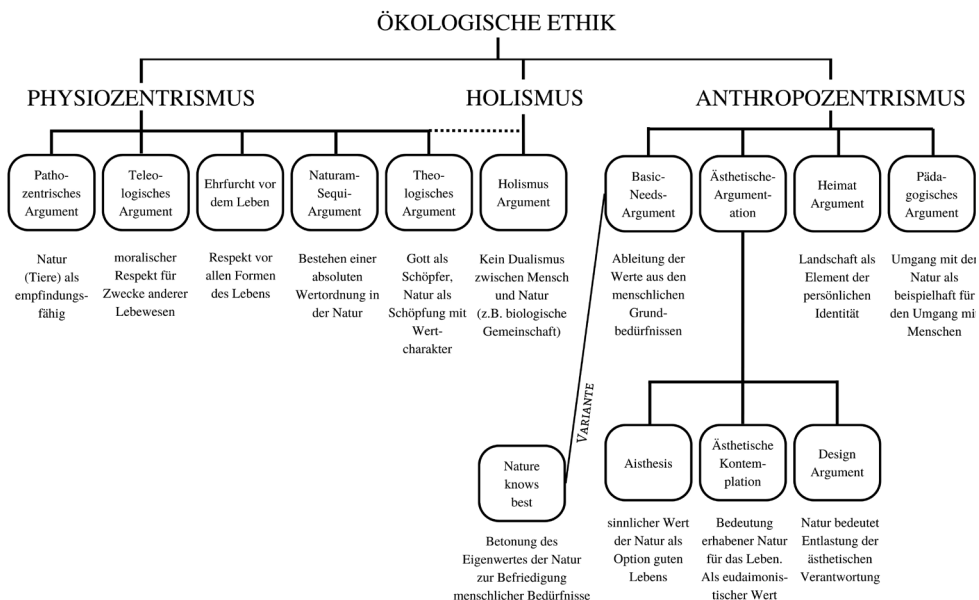 ÖKOLOGISCHE ETHIK
PHYSIOZENTRISMUS
HOLISMUS
ANTHROPOZENTRISMUS
Patho-
zentrisches
Argument
Teleo-
logisches
Argument
Ehrfurcht vor
dem Leben
Naturam-
Sequi-
Argument
Theo-
logisches
Argument
Holismus
Argument
Basic-
Needs-
Argument
Ästhetische-
Argument-
ation
Heimat
Argument
Päda-
gogisches
Argument
Natur
(Tiere) als
empfindungs-
fähig
moralischer
Respekt für
Zwecke anderer
Lebewesen
Respekt vor
allen Formen
des Lebens
Bestehen einer
absoluten
Wertordnung in
der Natur
Gott als
Schöpfer,
Natur als
Schöpfung mit
Wert-
charakter
Kein Dualismus
zwischen Mensch
und Natur
(z.B. biologische
Gemeinschaft)
Ableitung der
Werte aus den
menschlichen
Grund-
bedürfnissen
Landschaft als
Element der
persönlichen
Identität
Umgang mit der
Natur als
beispielhaft für
den Umgang mit
Menschen
VARIANTE
Nature
knows
best
Aisthesis
Ästhetische
Kontem-
plation
Design
Argument
Betonung des
Eigenwertes der Natur
zur Befriedigung
menschlicher Bedürfnisse
sinnlicher Wert
der Natur als
Option guten
Lebens
Bedeutung
erhabener Natur
für das Leben.
Als eudaimonis-
tischer Wert
Natur bedeutet
Entlastung der
ästhetischen
Verantwortung